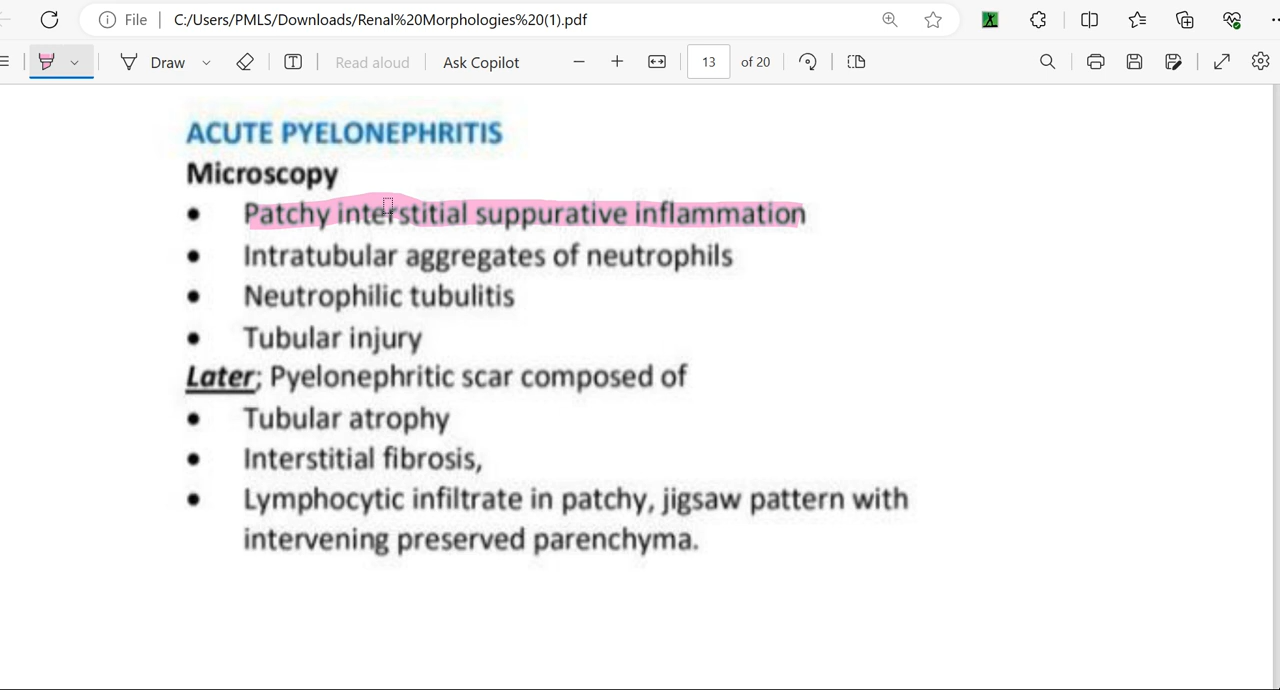 File C:/Users/PMLS/Downloads/Renal%20Morphologies%20(1).pdf
Draw Read aloud Ask Copilot 13 of 20
ACUTE PYELONEPHRITIS
Microscopy
• Patchy interstitial suppurative inflammation
• Intratubular aggregates of neutrophils
• Neutrophilic tubulitis
• Tubular injury
Later; Pyelonephritic scar composed of
• Tubular atrophy
• Interstitial fibrosis,
• Lymphocytic infiltrate in patchy, jigsaw pattern with
intervening preserved parenchyma.